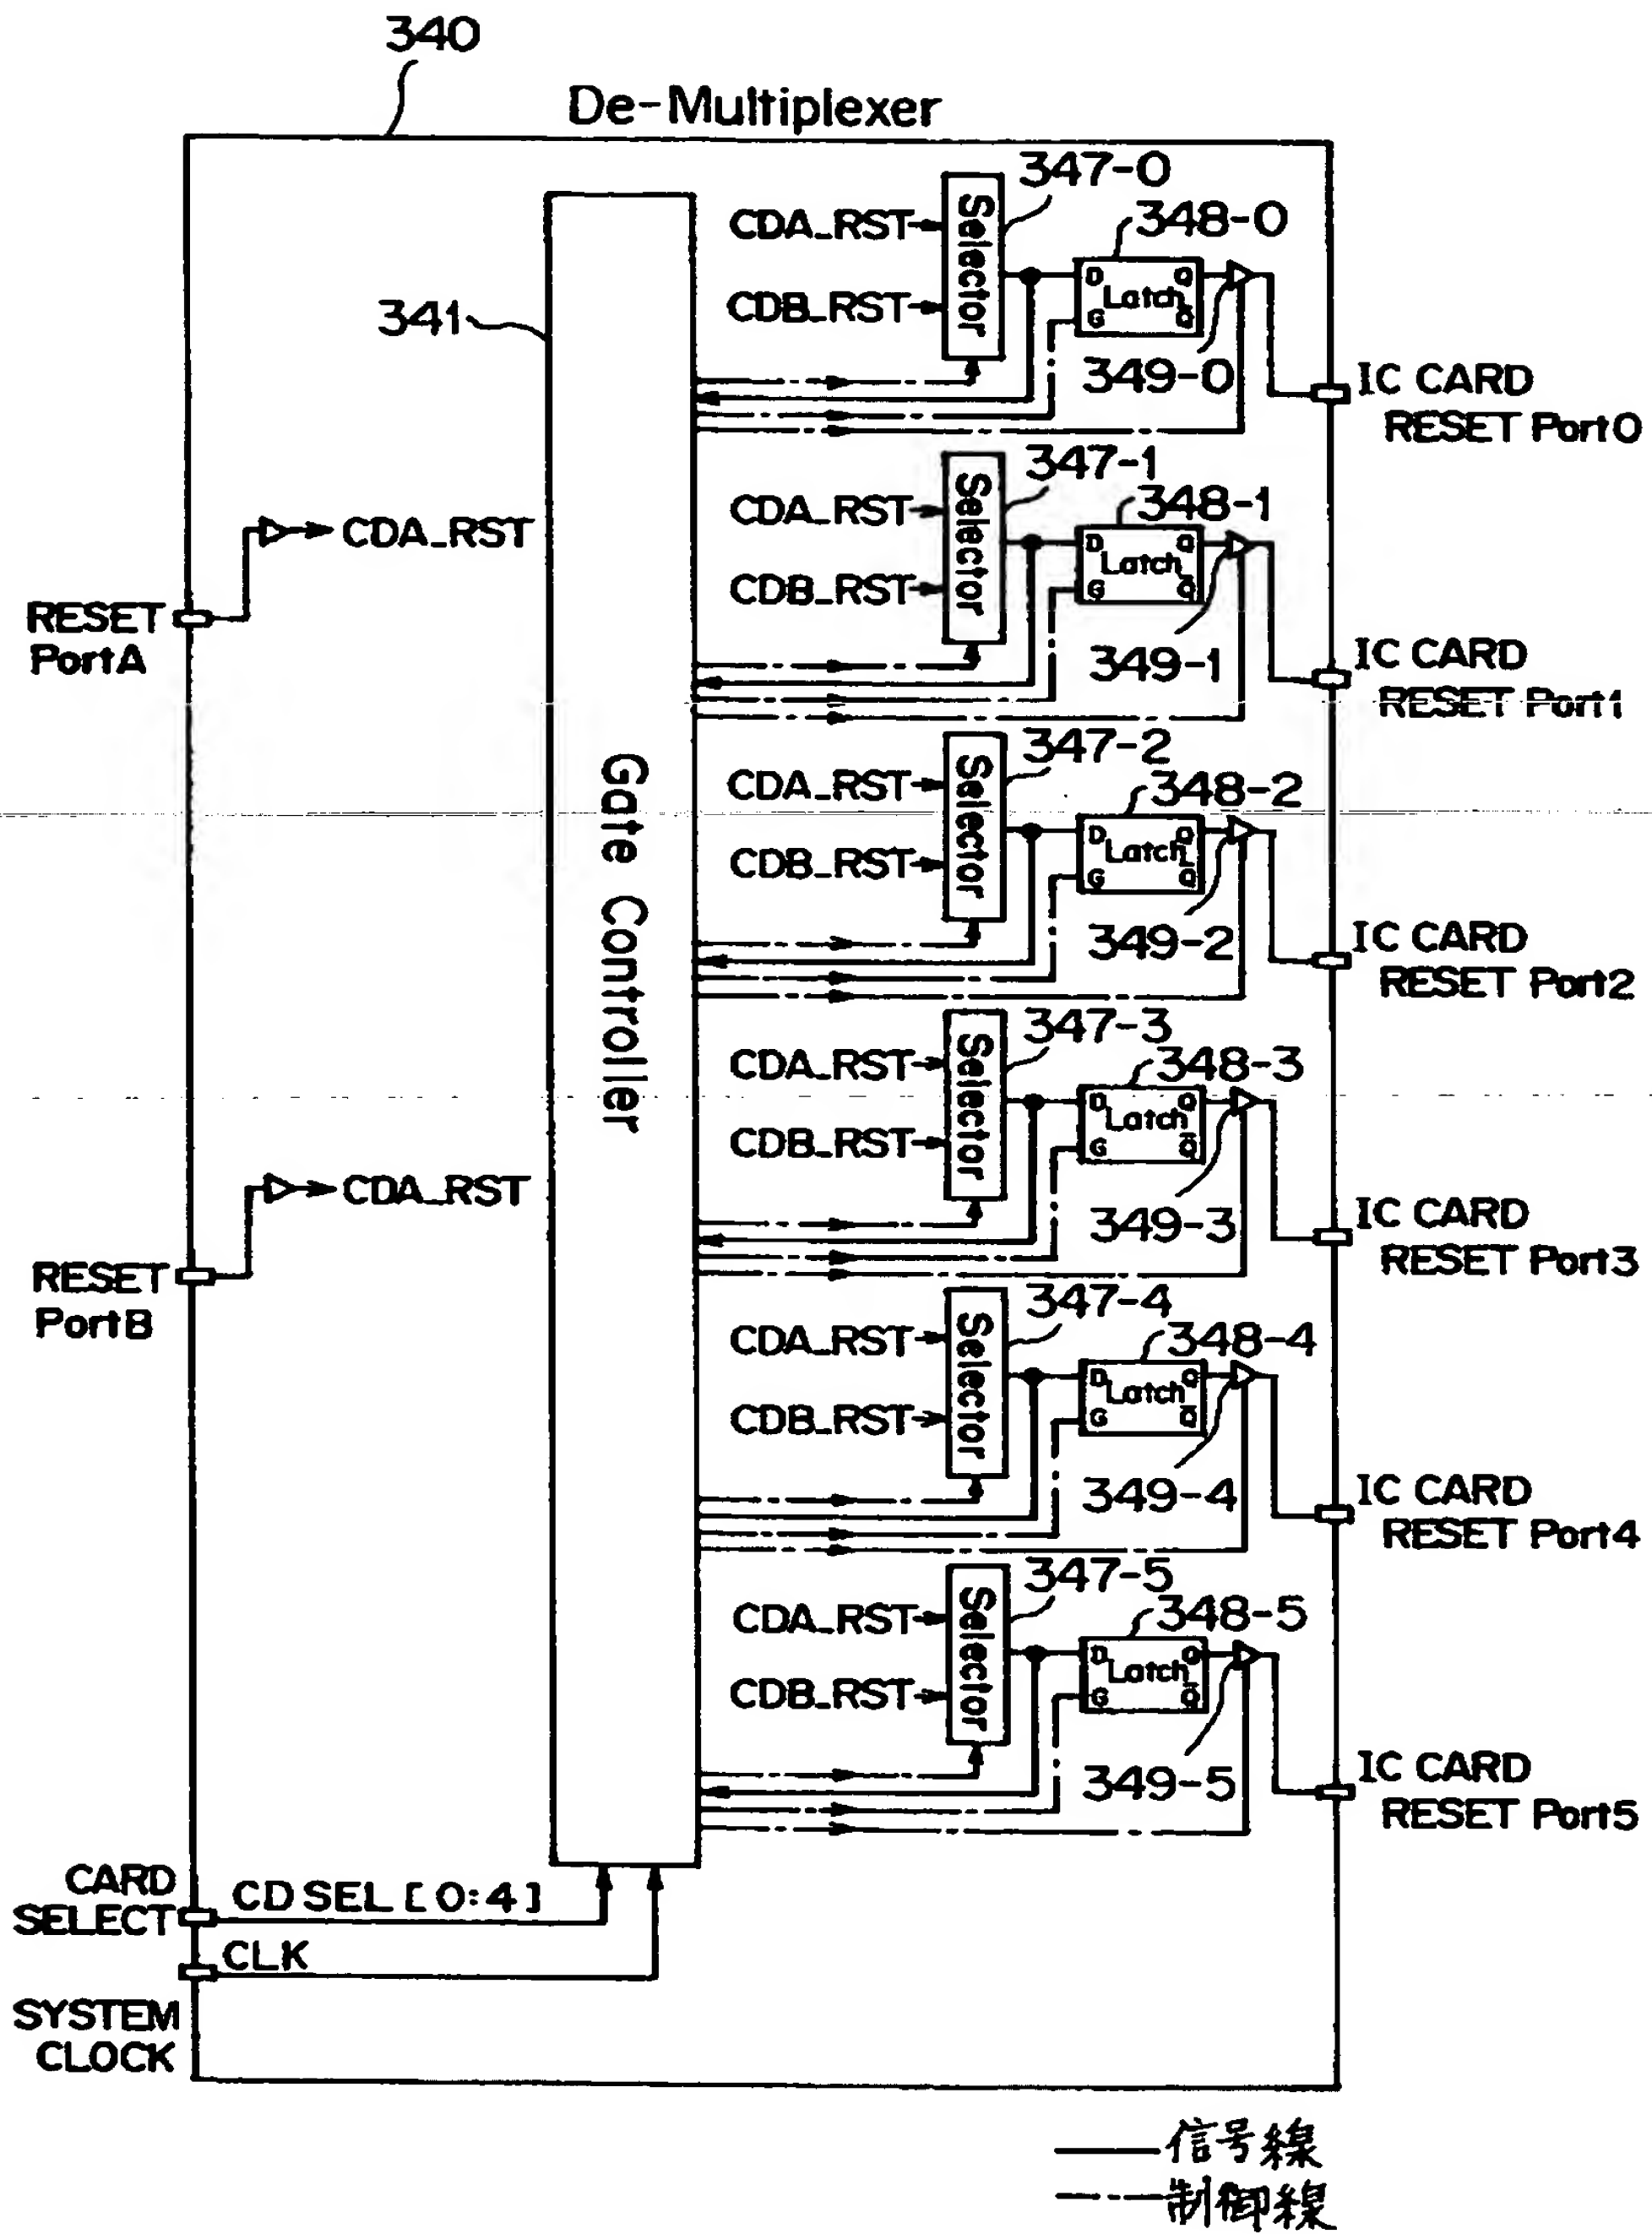 340
De-Multiplexer
347-0
348-0
CDA_RST
Selector
D
Q
Latch
G
Q̅
CDB_RST
349-0
341
IC CARD
RESET Port0
347-1
348-1
CDA_RST
Selector
D
Q
Latch
G
Q̅
CDB_RST
349-1
CDA_RST
RESET
PortA
IC CARD
RESET Port1
Gate Controller
347-2
348-2
CDA_RST
Selector
D
Q
Latch
G
Q̅
CDB_RST
349-2
IC CARD
RESET Port2
347-3
348-3
CDA_RST
Selector
D
Q
Latch
G
Q̅
CDB_RST
349-3
CDA_RST
RESET
PortB
IC CARD
RESET Port3
347-4
348-4
CDA_RST
Selector
D
Q
Latch
G
Q̅
CDB_RST
349-4
IC CARD
RESET Port4
347-5
348-5
CDA_RST
Selector
D
Q
Latch
G
Q̅
CDB_RST
349-5
IC CARD
RESET Port5
CARD
SELECT
CD SEL [0:4]
CLK
SYSTEM
CLOCK
信号線
制御線